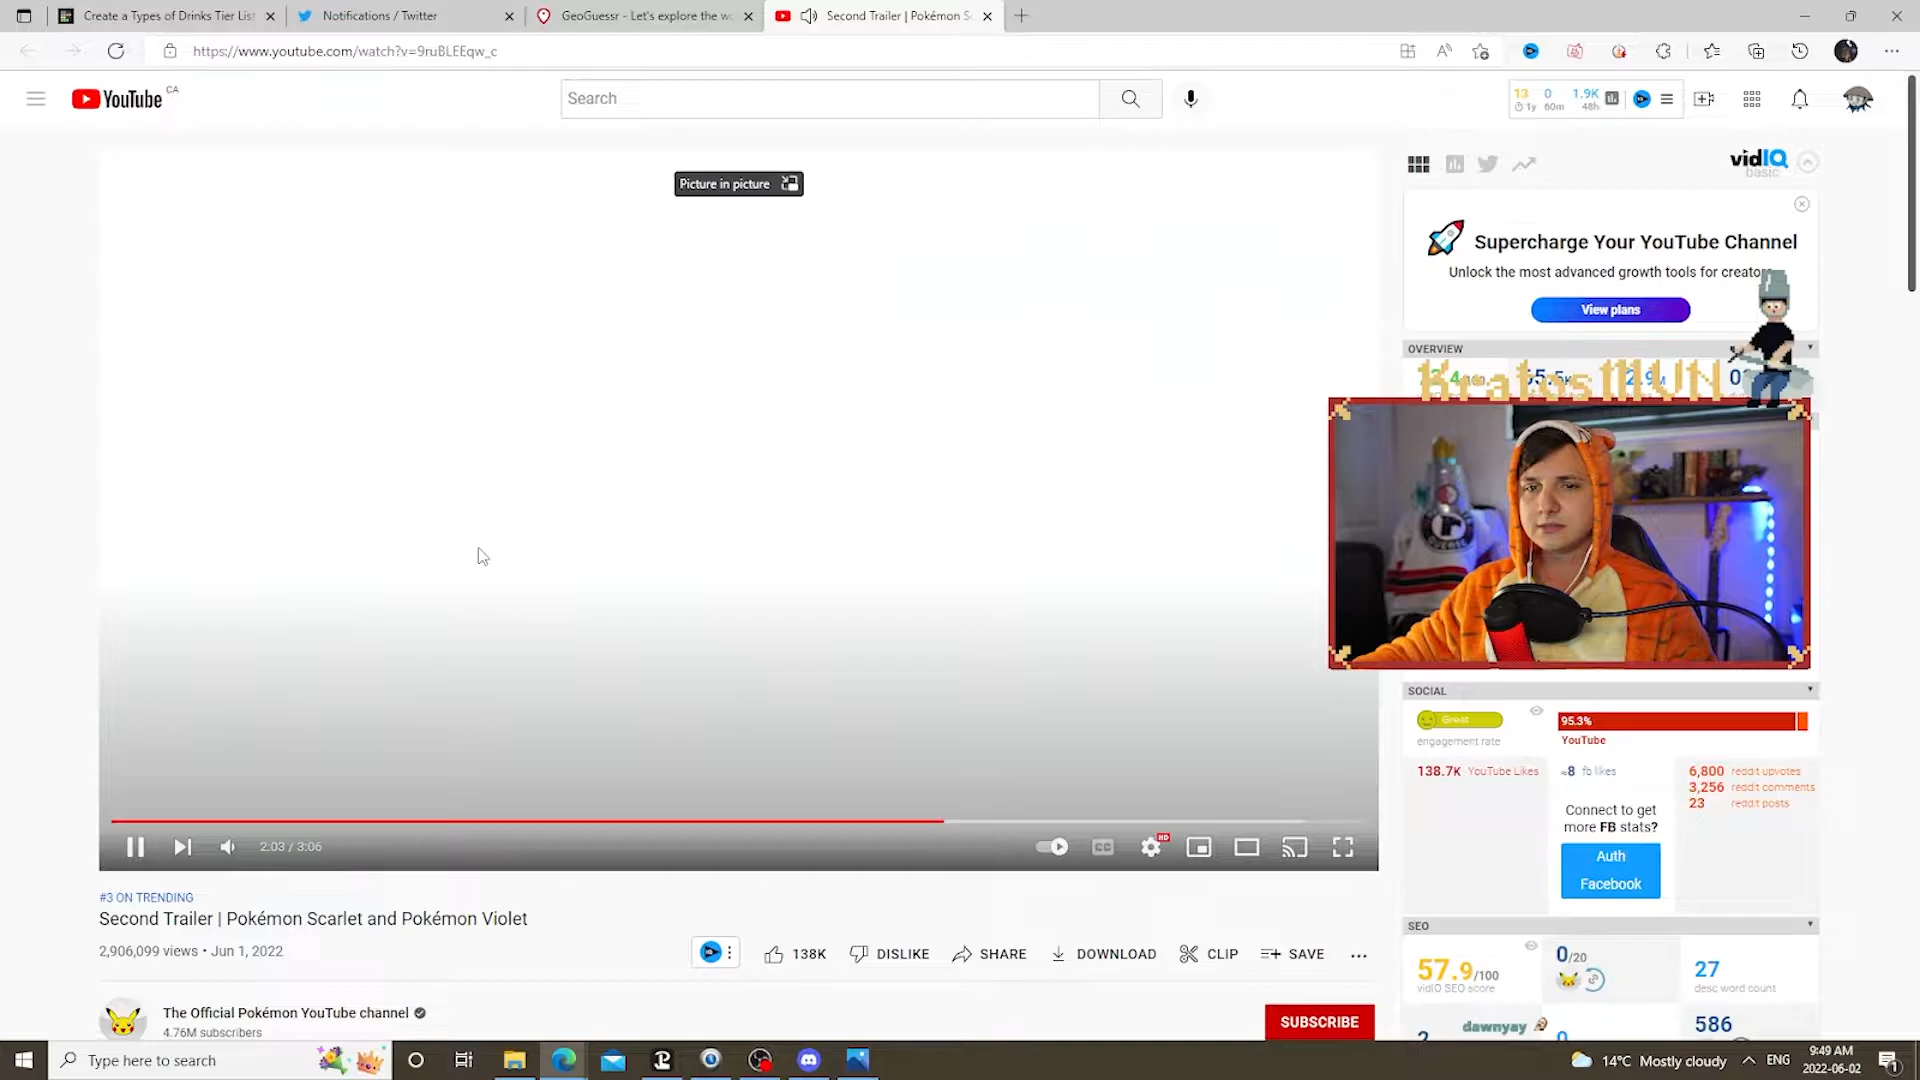 Create a Types of Drinks Tier List
Notifications / Twitter
GeoGuessr - Let's explore the wo
Second Trailer | Pokémon S
https://www.youtube.com/watch?v=9ruBLEEqw_c
YouTube CA
Search
13 0 1.9K
1y 60m 48h
Picture in picture
vidIQ
basic
Supercharge Your YouTube Channel
Unlock the most advanced growth tools for creators
View plans
OVERVIEW
KratosMVN
SOCIAL
Great
engagement rate
95.3%
YouTube
138.7K YouTube Likes
≈8 fb likes
6,800 reddit upvotes
3,256 reddit comments
23 reddit posts
Connect to get
more FB stats?
Auth
Facebook
2:03 / 3:06
CC
HD
#3 ON TRENDING
Second Trailer | Pokémon Scarlet and Pokémon Violet
2,906,099 views • Jun 1, 2022
138K
DISLIKE
SHARE
DOWNLOAD
CLIP
SAVE
SEO
57.9/100
vidIQ SEO score
0/20
27
desc word count
The Official Pokémon YouTube channel
4.76M subscribers
SUBSCRIBE
dawnyay
586
Type here to search
14°C Mostly cloudy
ENG
9:49 AM
2022-06-02
1